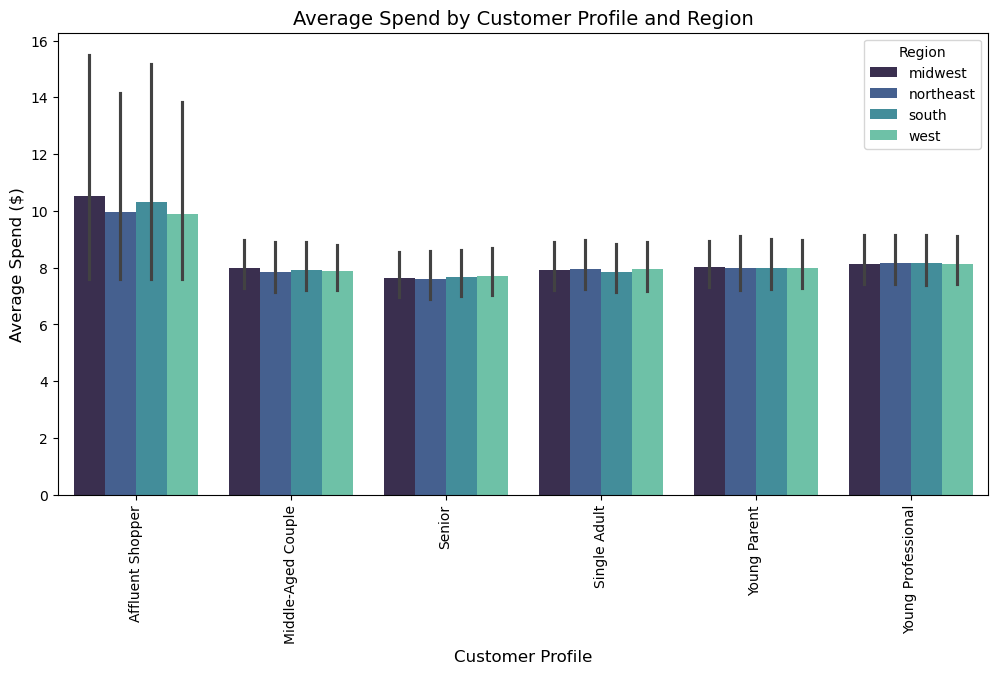 Average Spend by Customer Profile and Region
Average Spend ($)
16
14
12
10
8
6
4
2
0
Region
midwest
northeast
south
west
Affluent Shopper
Middle-Aged Couple
Senior
Single Adult
Young Parent
Young Professional
Customer Profile